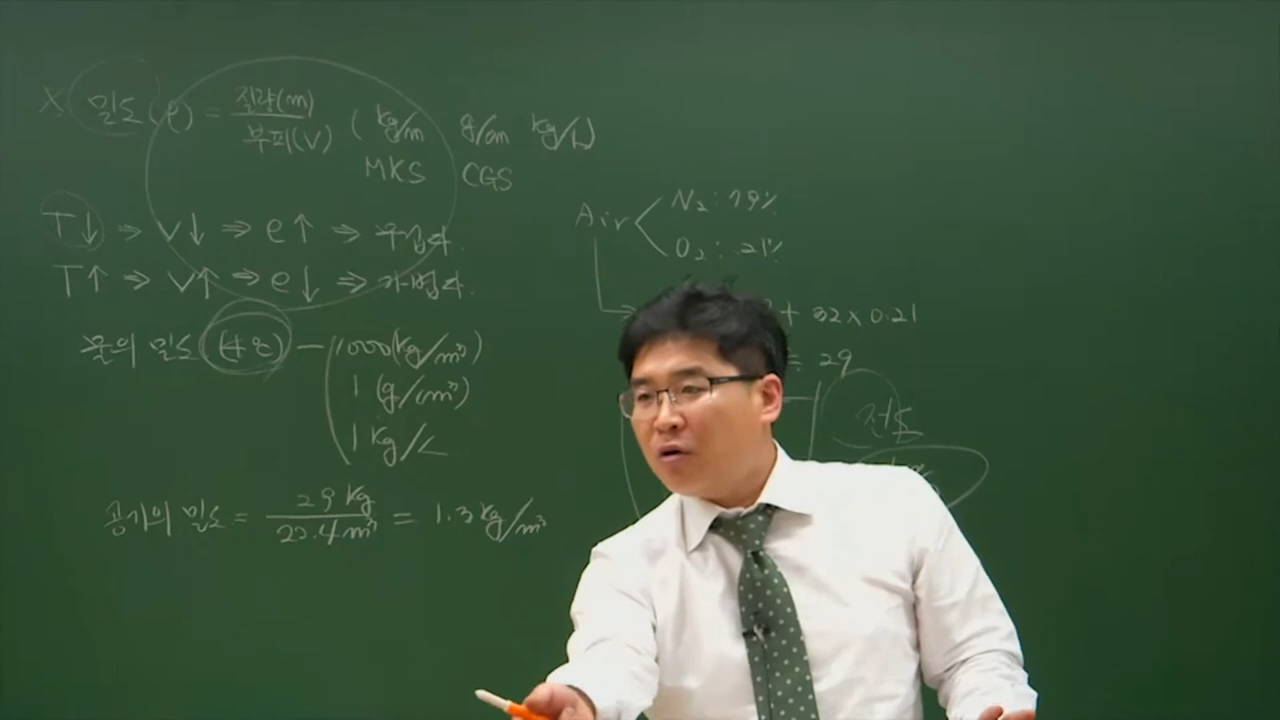 ※ 밀도(ρ) = 질량(m) / 부피(V) ( kg/m³ g/cm³ kg/L)
MKS CGS
T↓ ⇒ V↓ ⇒ ρ↑ ⇒ 무겁다.
T↑ ⇒ V↑ ⇒ ρ↓ ⇒ 가볍다.
물의 밀도 (4℃) - 1000(kg/m³)
1 (g/cm³)
1 kg/L
공기의 밀도 = 29 kg / 22.4 m³ = 1.3 kg/m³
Air
N₂ : 79%
O₂ : 21%
+ 32 × 0.21
= 29